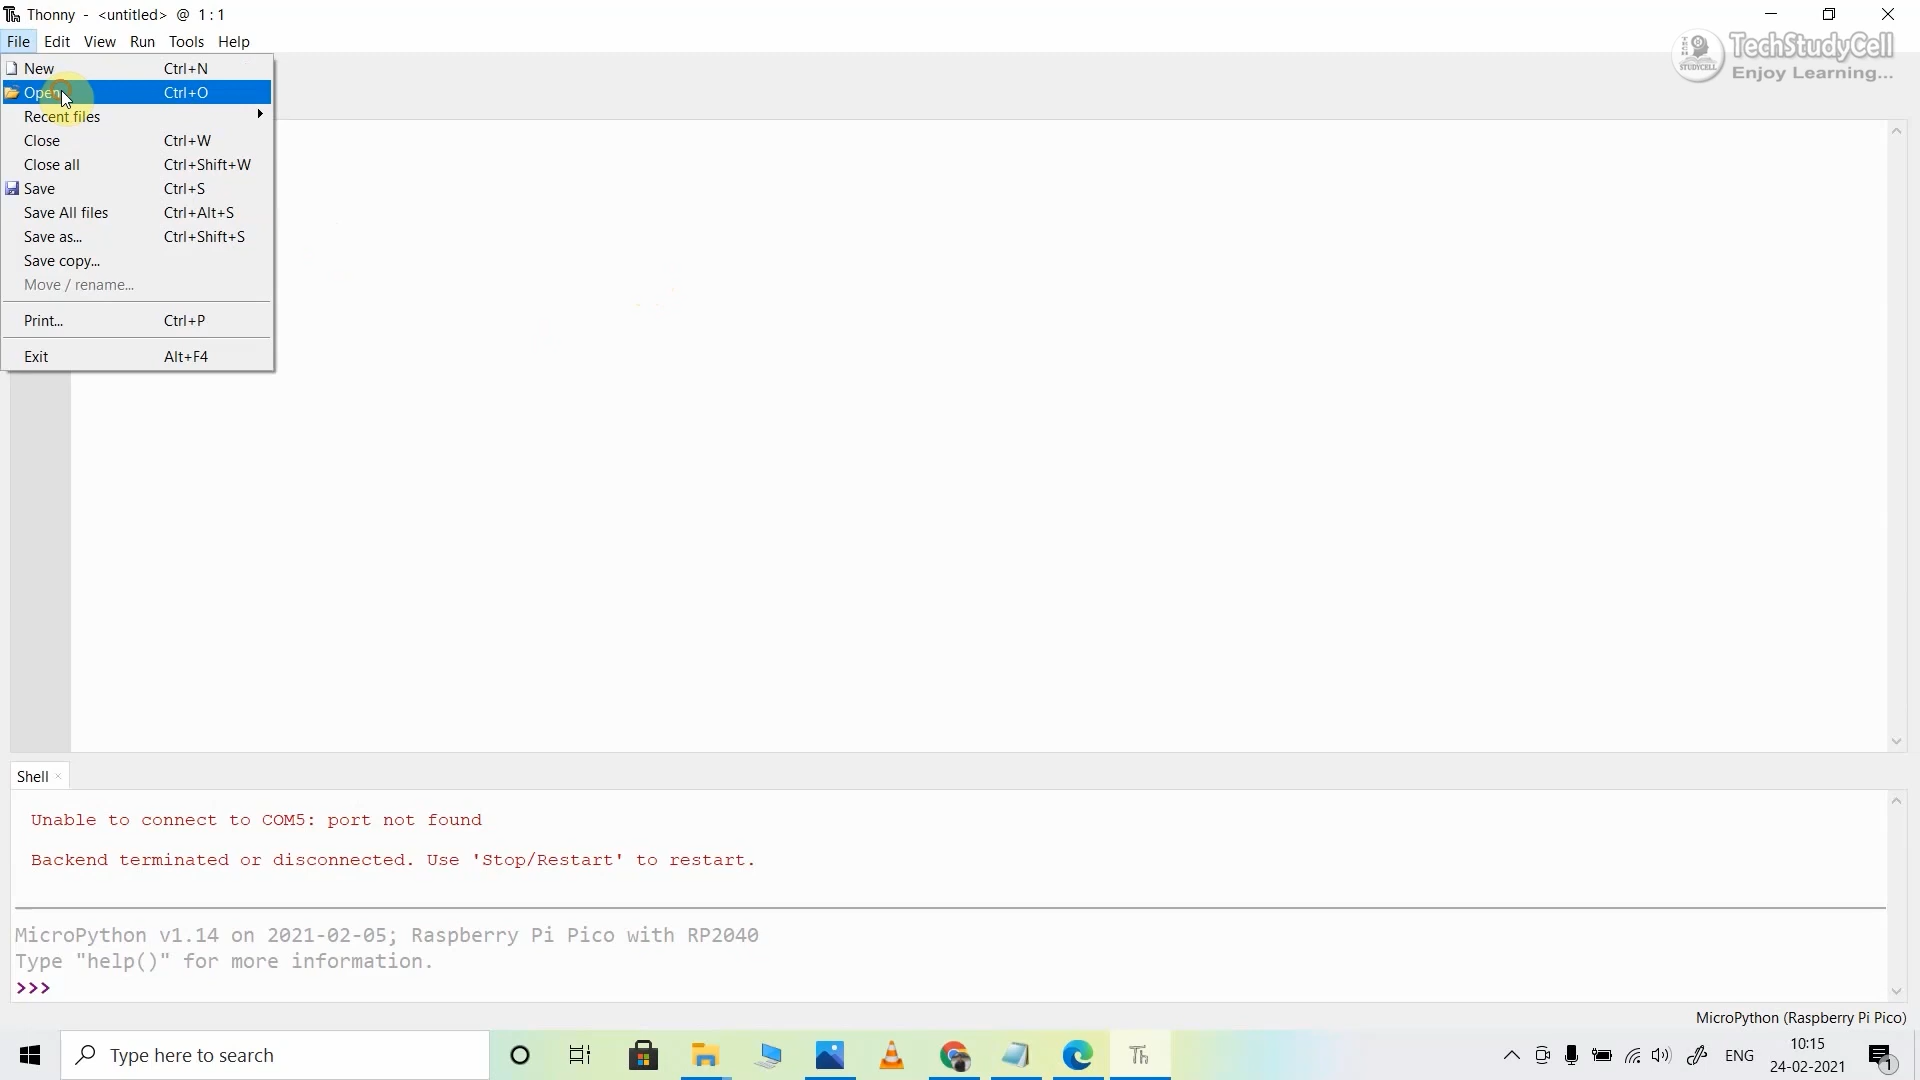 Thonny - <untitled> @ 1 : 1
File Edit View Run Tools Help
TechStudyCell
Enjoy Learning...
TECH
STUDYCELL
New Ctrl+N
Open... Ctrl+O
Recent files
Close Ctrl+W
Close all Ctrl+Shift+W
Save Ctrl+S
Save All files Ctrl+Alt+S
Save as... Ctrl+Shift+S
Save copy...
Move / rename...
Print... Ctrl+P
Exit Alt+F4
Shell
Unable to connect to COM5: port not found
Backend terminated or disconnected. Use 'Stop/Restart' to restart.
MicroPython v1.14 on 2021-02-05; Raspberry Pi Pico with RP2040
Type "help()" for more information.
>>>
MicroPython (Raspberry Pi Pico)
Type here to search
Th
ENG
10:15
24-02-2021
1